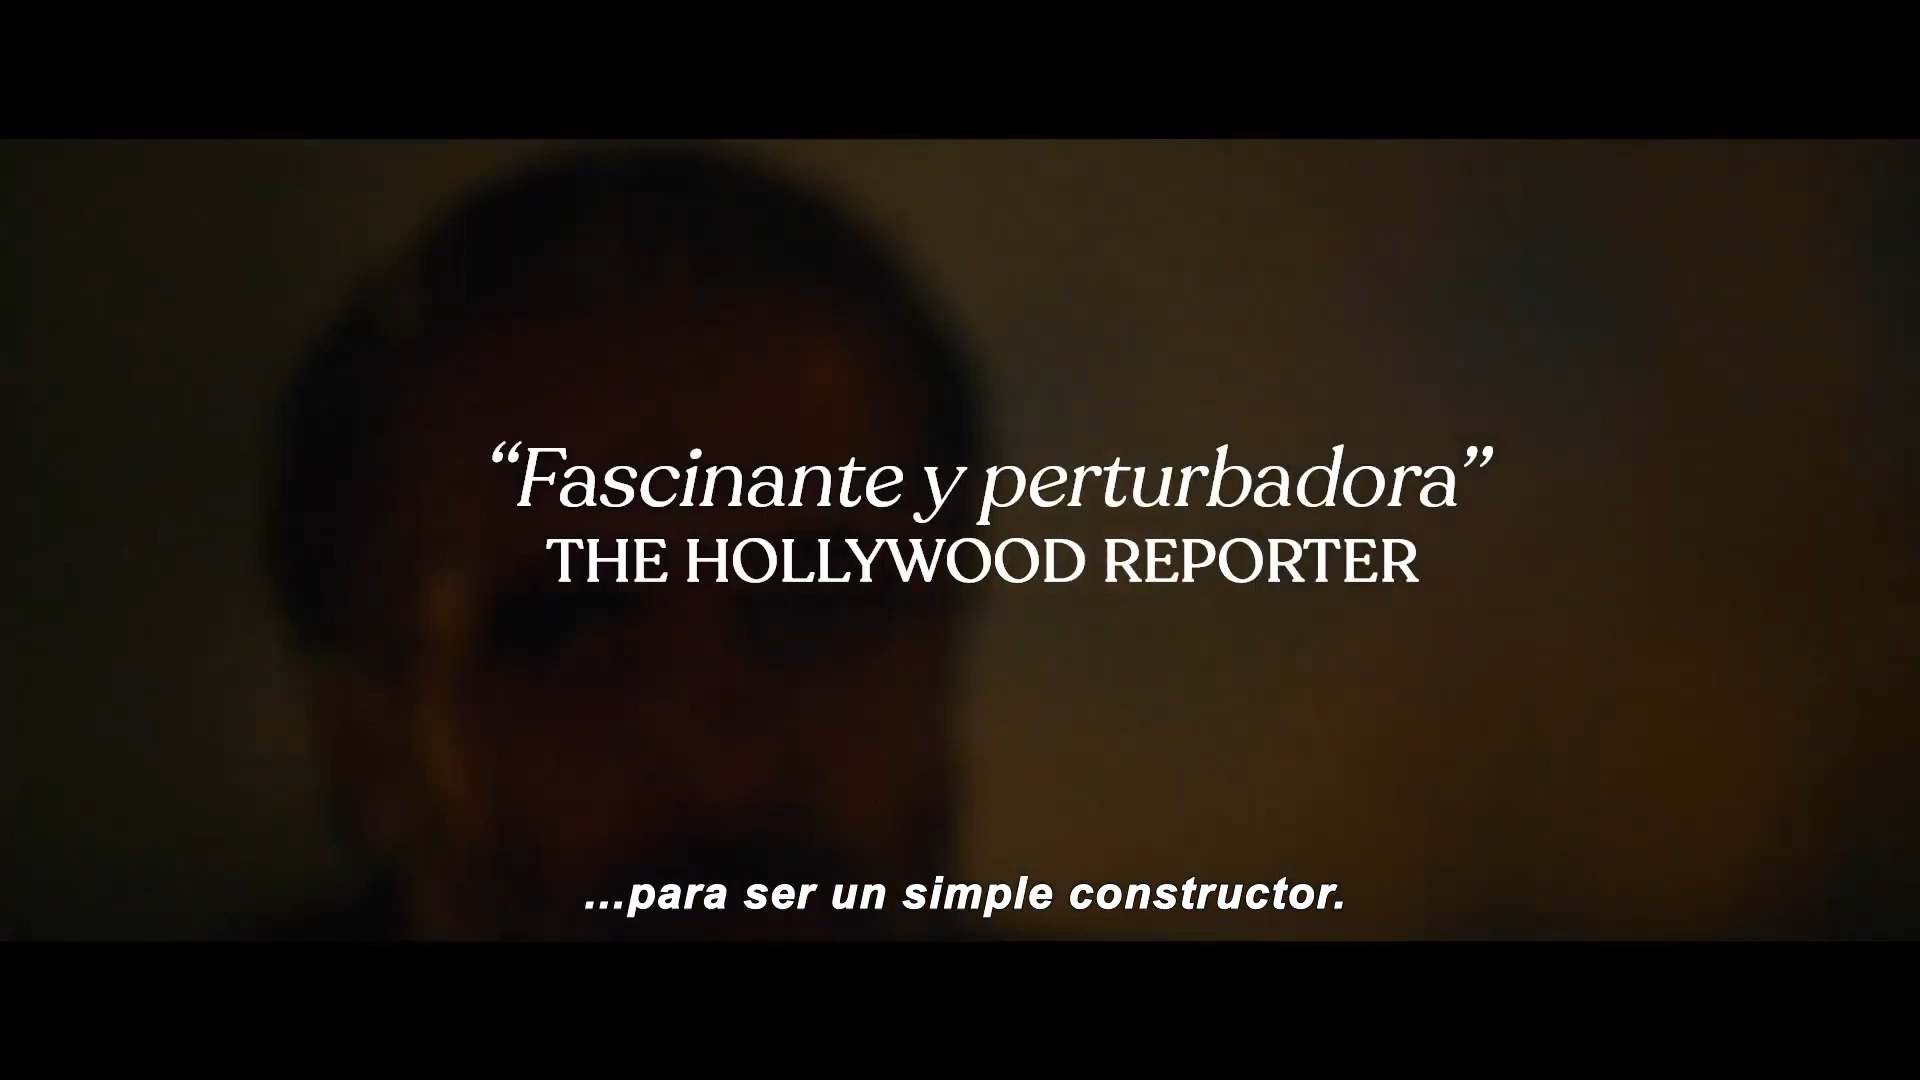 “Fascinante y perturbadora”
THE HOLLYWOOD REPORTER
...para ser un simple constructor.